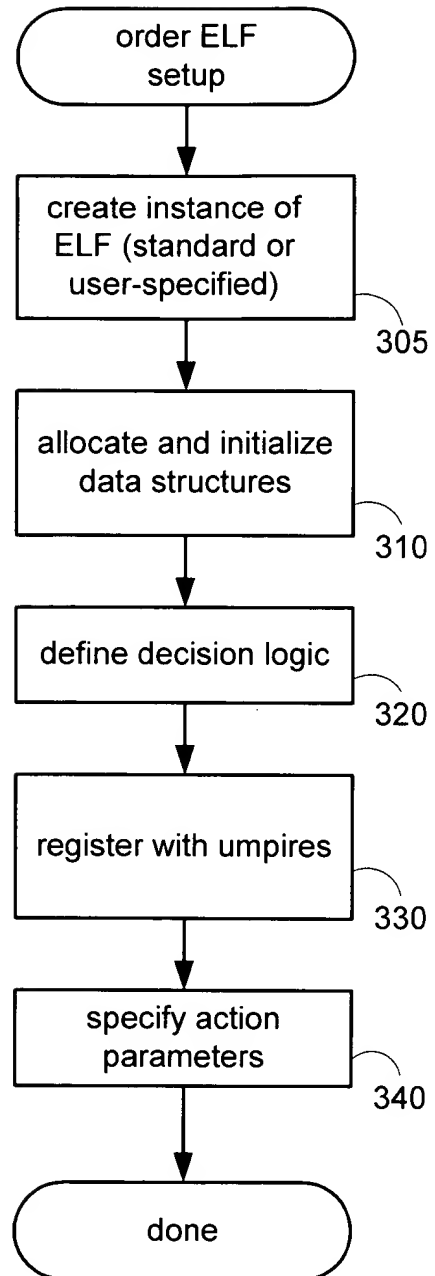 order ELF
setup
create instance of
ELF (standard or
user-specified)
305
allocate and initialize
data structures
310
define decision logic
320
register with umpires
330
specify action
parameters
340
done